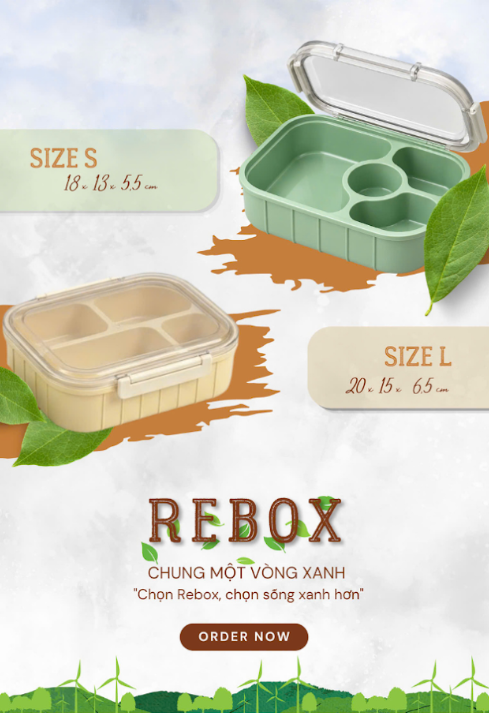 SIZE S
18 x 13 x 5,5 cm
SIZE L
20 x 15 x 6,5 cm
REBOX
CHUNG MỘT VÒNG XANH
"Chọn Rebox, chọn sống xanh hơn"
ORDER NOW